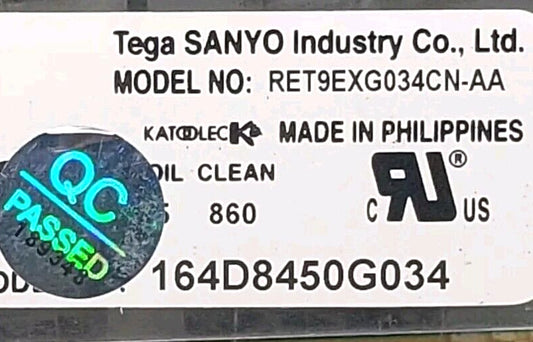 Tega SANYO Industry Co., Ltd.
MODEL NO: RET9EXG034CN-AA
KATOOLEC MADE IN PHILIPPINES
CLEAN
860
C US
QC
PASSED
164D8450G034